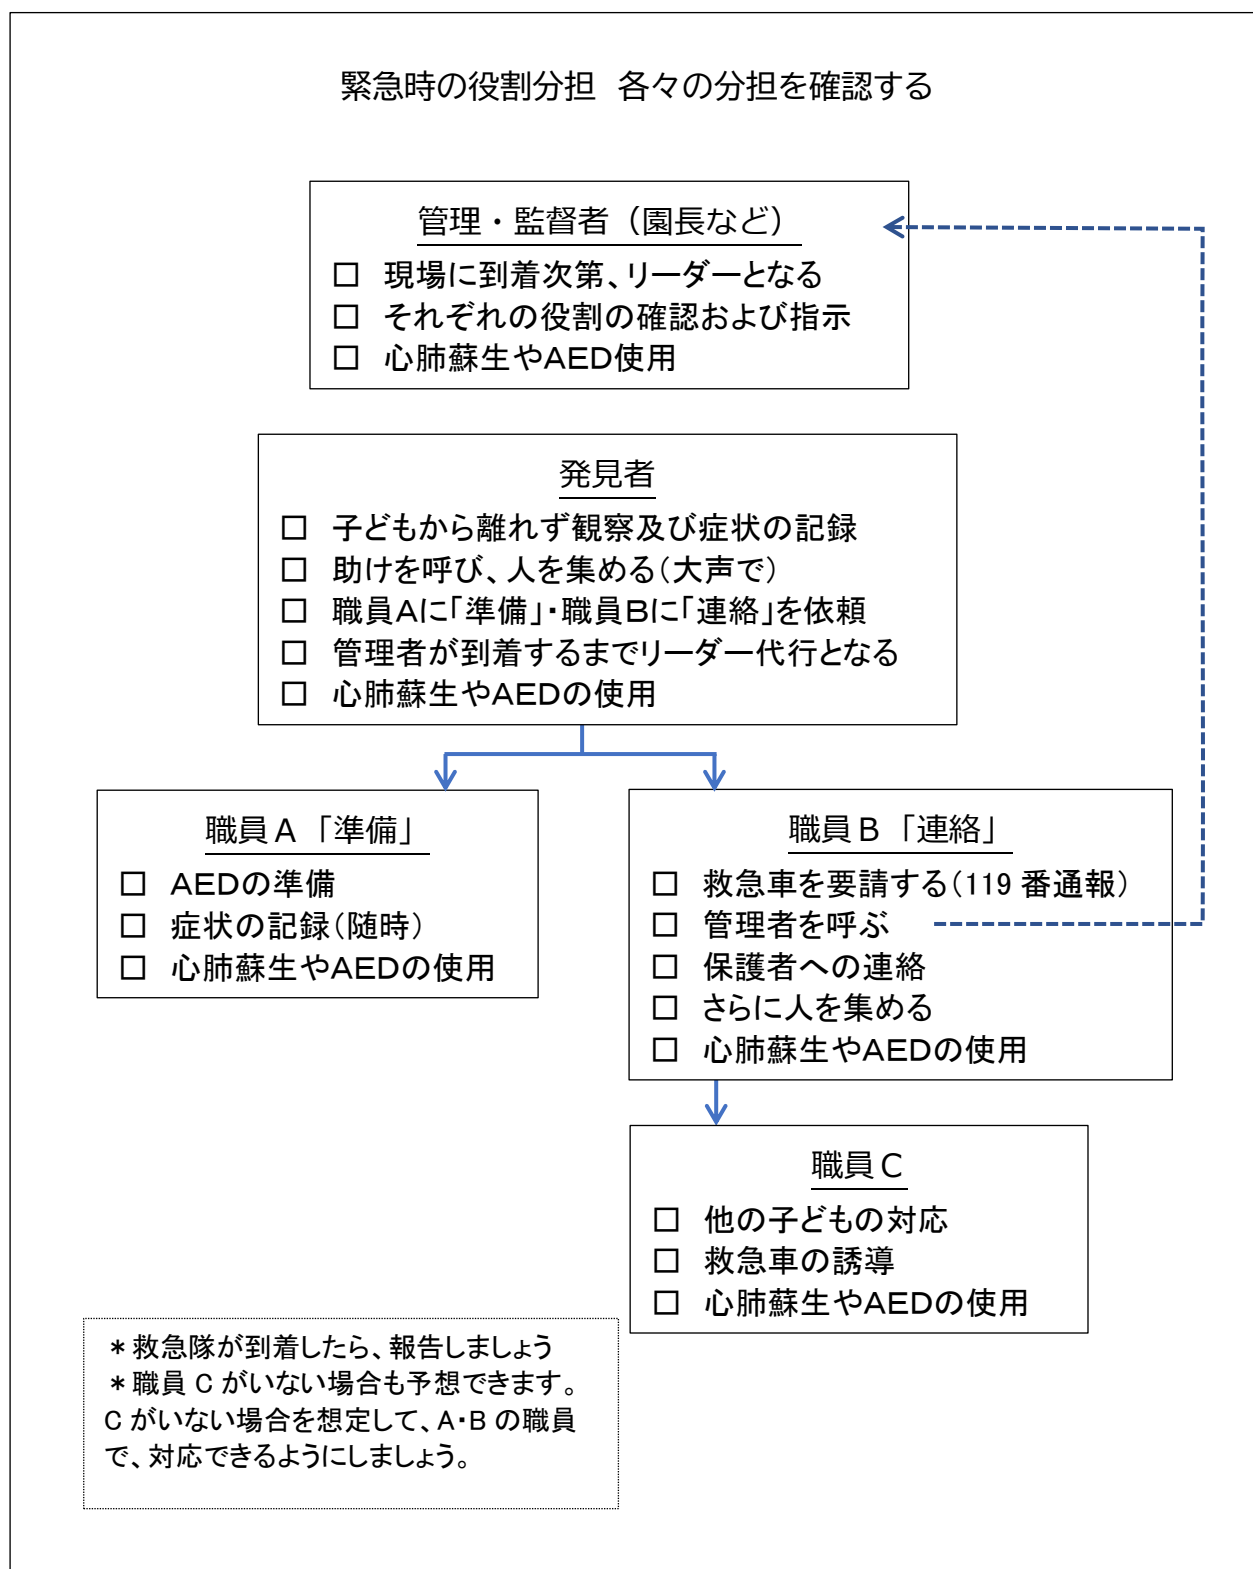 緊急時の役割分担 各々の分担を確認する
管理・監督者（園長など）
□ 現場に到着次第、リーダーとなる
□ それぞれの役割の確認および指示
□ 心肺蘇生やAED使用
発見者
□ 子どもから離れず観察及び症状の記録
□ 助けを呼び、人を集める（大声で）
□ 職員Aに「準備」・職員Bに「連絡」を依頼
□ 管理者が到着するまでリーダー代行となる
□ 心肺蘇生やAEDの使用
職員A「準備」
□ AEDの準備
□ 症状の記録（随時）
□ 心肺蘇生やAEDの使用
職員B「連絡」
□ 救急車を要請する（119番通報）
□ 管理者を呼ぶ
□ 保護者への連絡
□ さらに人を集める
□ 心肺蘇生やAEDの使用
職員C
□ 他の子どもの対応
□ 救急車の誘導
□ 心肺蘇生やAEDの使用
＊救急隊が到着したら、報告しましょう
＊職員Cがいない場合も予想できます。
Cがいない場合を想定して、A・Bの職員
で、対応できるようにしましょう。